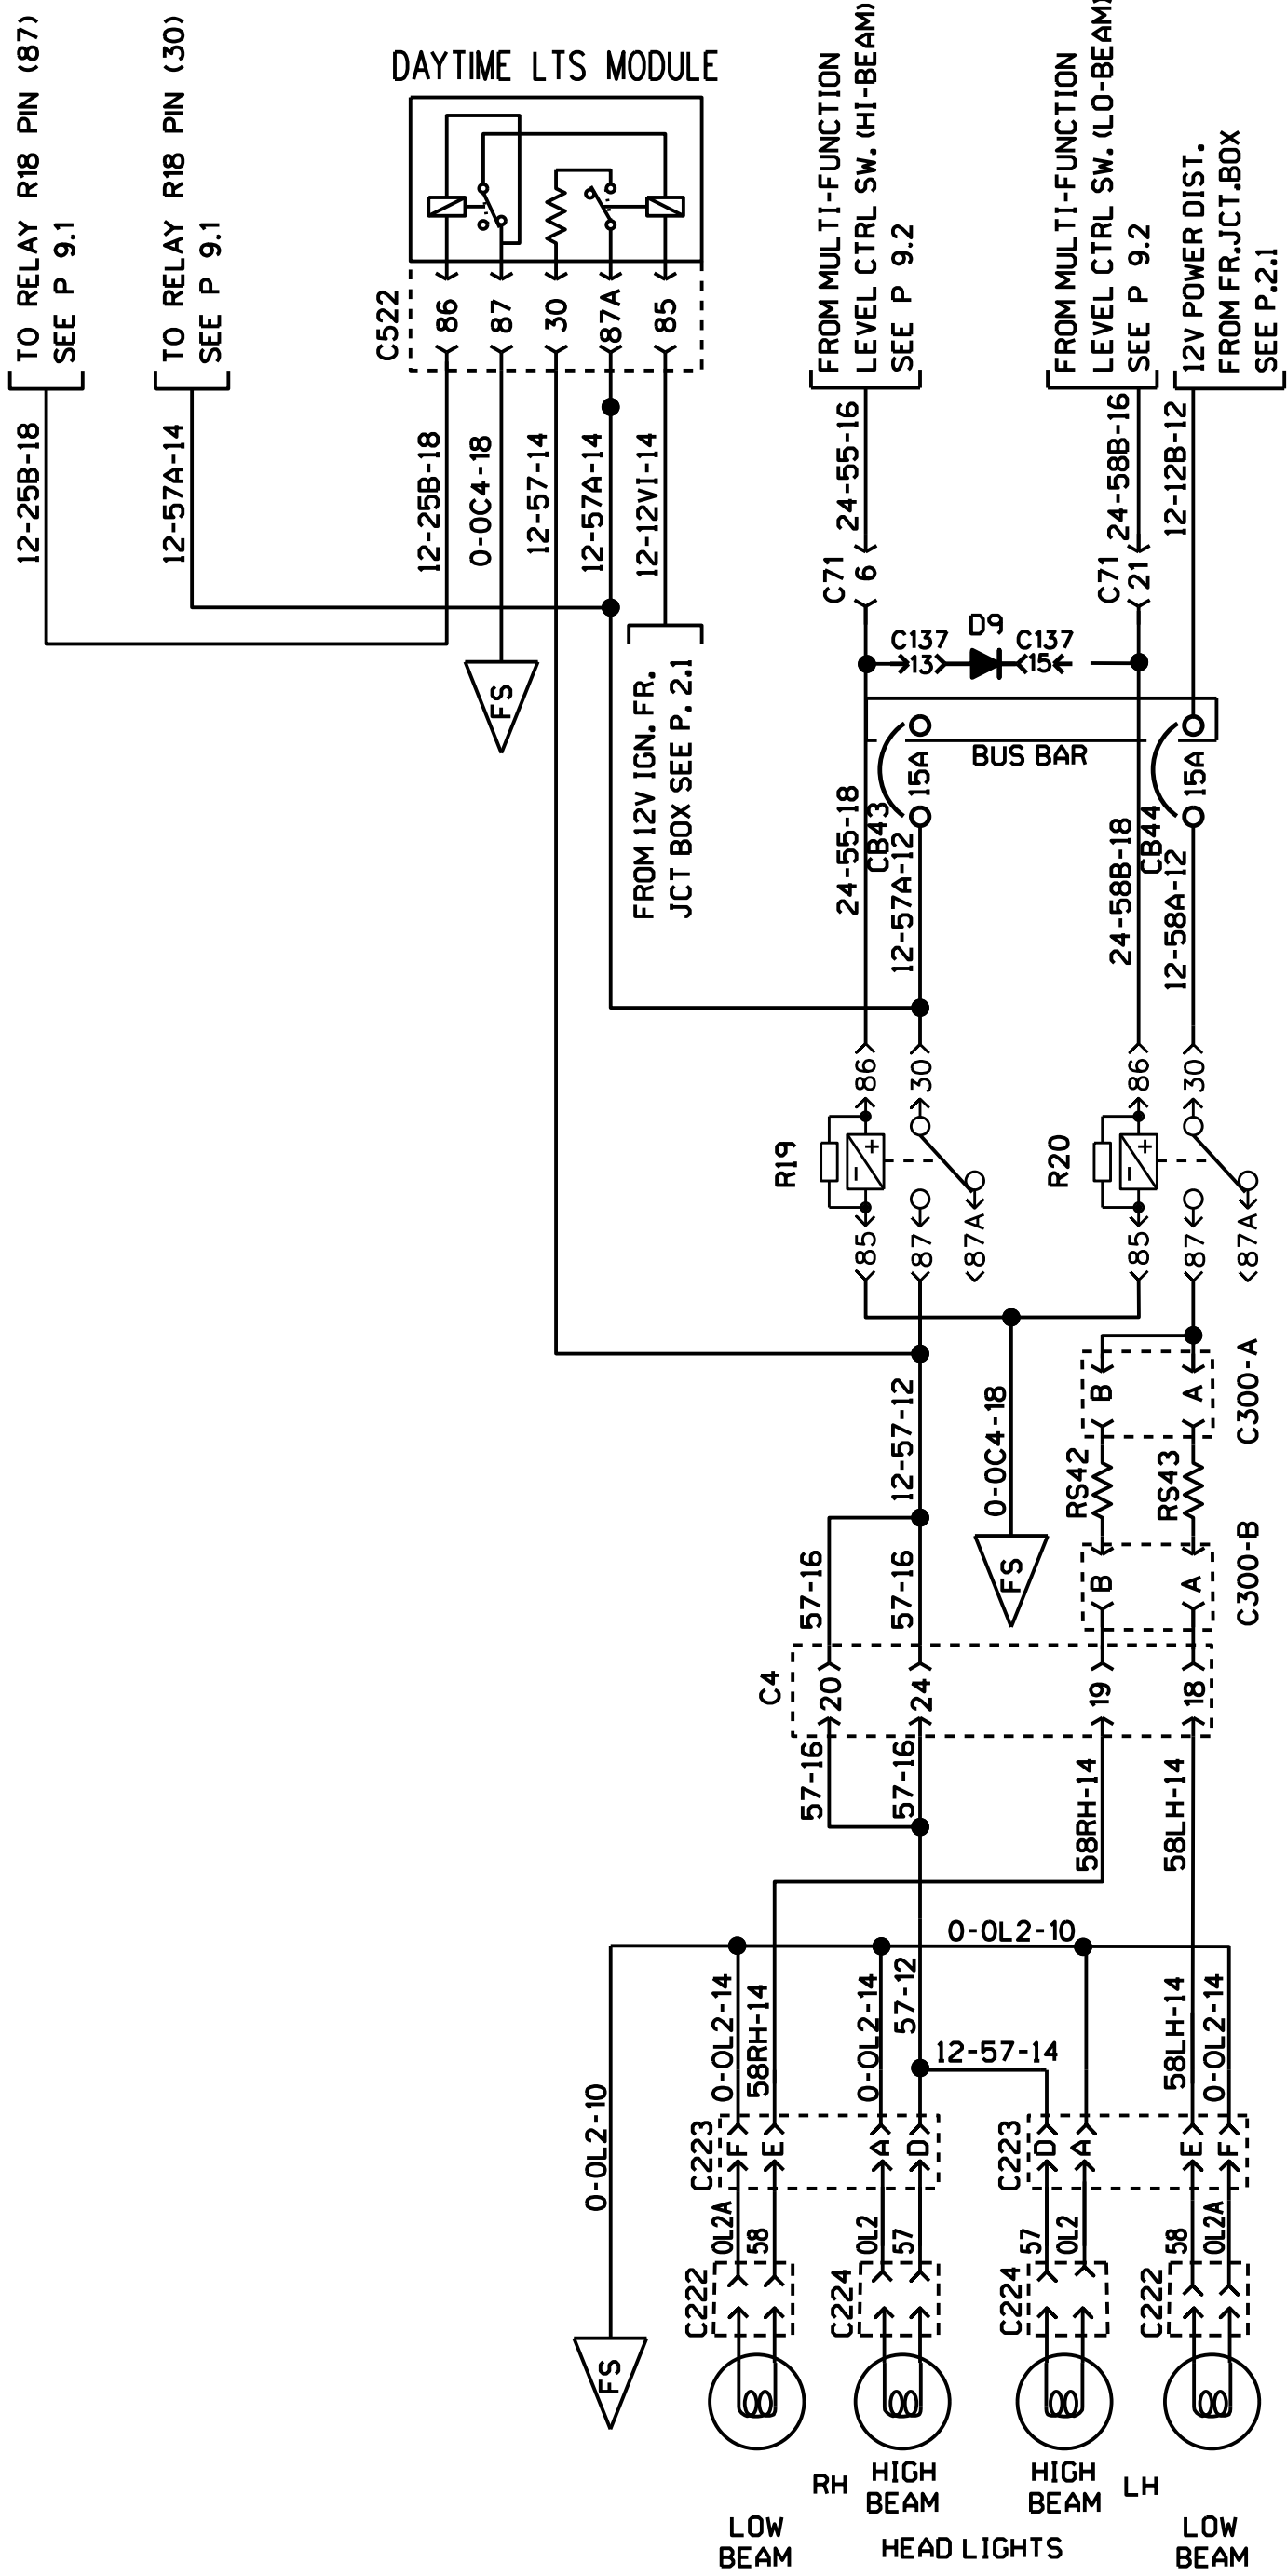 TO RELAY R18 PIN (87)
SEE P 9.1
TO RELAY R18 PIN (30)
SEE P 9.1
DAYTIME LTS MODULE
C522
86
87
30
87A
85
FROM MULTI-FUNCTION
LEVEL CTRL SW. (HI-BEAM)
SEE P 9.2
FROM MULTI-FUNCTION
LEVEL CTRL SW. (LO-BEAM)
SEE P 9.2
12V POWER DIST.
FROM FR.JCT.BOX
SEE P.2.1
12-25B-18
12-57A-14
12-25B-18
0-0C4-18
12-57-14
12-57A-14
12-12VI-14
24-55-16
24-58B-16
12-12B-12
C71
6
C71
21
FS
FROM 12V IGN. FR.
JCT BOX SEE P. 2.1
C137
13
D9
C137
15
BUS BAR
15A
15A
24-55-18
CB43
12-57A-12
24-58B-18
CB44
12-58A-12
86
30
86
30
R19
R20
85
87
87A
85
87
87A
12-57-12
0-0C4-18
FS
B
A
C300-A
RS42
RS43
B
A
C300-B
57-16
57-16
C4
20
24
19
18
57-16
57-16
58RH-14
58LH-14
0-0L2-10
0-0L2-14
58RH-14
0-0L2-14
57-12
12-57-14
58LH-14
0-0L2-14
0-0L2-10
FS
C223
F
E
A
D
C223
D
A
E
F
0L2A
58
0L2
57
57
0L2
58
0L2A
C222
C224
C224
C222
RH
HIGH
BEAM
HIGH
BEAM
LH
LOW
BEAM
HEAD LIGHTS
LOW
BEAM